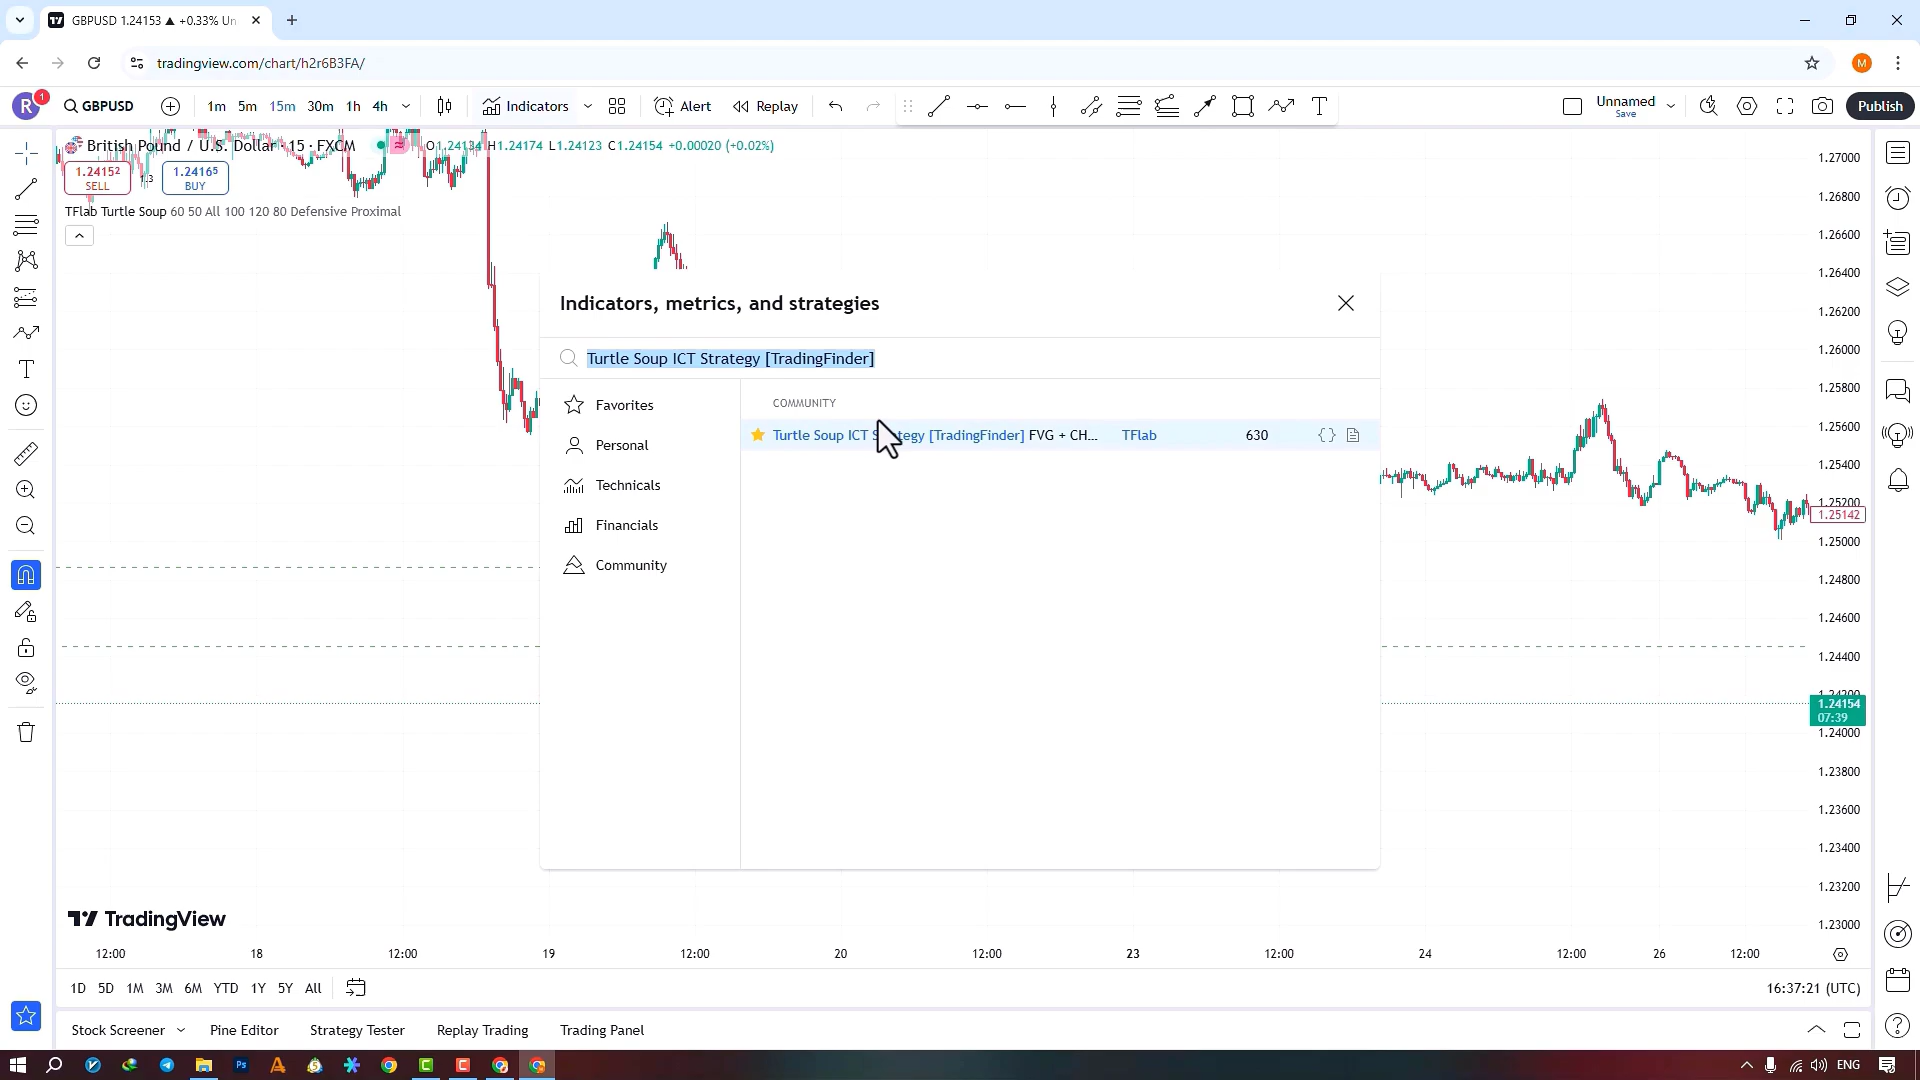 GBPUSD 1.24153 ▲ +0.33% Un
tradingview.com/chart/h2r6B3FA/
M
R
1
GBPUSD
1m 5m 15m 30m 1h 4h
Indicators
Alert
Replay
Unnamed
Save
Publish
British Pound / U.S. Dollar · 15 · FXCM
O1.24134 H1.24174 L1.24123 C1.24154 +0.00020 (+0.02%)
1.24152
SELL
1.3
1.24165
BUY
TFlab Turtle Soup 60 50 All 100 120 80 Defensive Proximal
Indicators, metrics, and strategies
Turtle Soup ICT Strategy [TradingFinder]
Favorites
Personal
Technicals
Financials
Community
COMMUNITY
Turtle Soup ICT Strategy [TradingFinder] FVG + CH... TFlab 630
1.27000
1.26800
1.26600
1.26400
1.26200
1.26000
1.25800
1.25600
1.25400
1.25200
1.25142
1.25000
1.24800
1.24600
1.24400
1.24200
1.24154
07:39
1.24000
1.23800
1.23600
1.23400
1.23200
1.23000
TradingView
12:00 18 12:00 19 12:00 20 12:00 23 12:00 24 12:00 26 12:00
1D 5D 1M 3M 6M YTD 1Y 5Y All
16:37:21 (UTC)
Stock Screener Pine Editor Strategy Tester Replay Trading Trading Panel
ENG